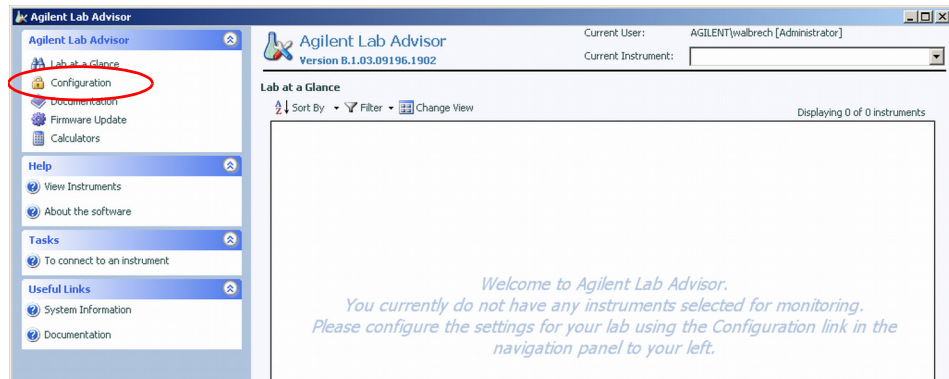 Agilent Lab Advisor
Agilent Lab Advisor
Lab at a Glance
Configuration
Documentation
Firmware Update
Calculators
Help
View Instruments
About the software
Tasks
To connect to an instrument
Useful Links
System Information
Documentation
Agilent Lab Advisor
Version B.1.03.09196.1902
Current User: AGILENT\walbrech [Administrator]
Current Instrument:
Lab at a Glance
Sort By Filter Change View
Displaying 0 of 0 instruments
Welcome to Agilent Lab Advisor.
You currently do not have any instruments selected for monitoring.
Please configure the settings for your lab using the Configuration link in the
navigation panel to your left.